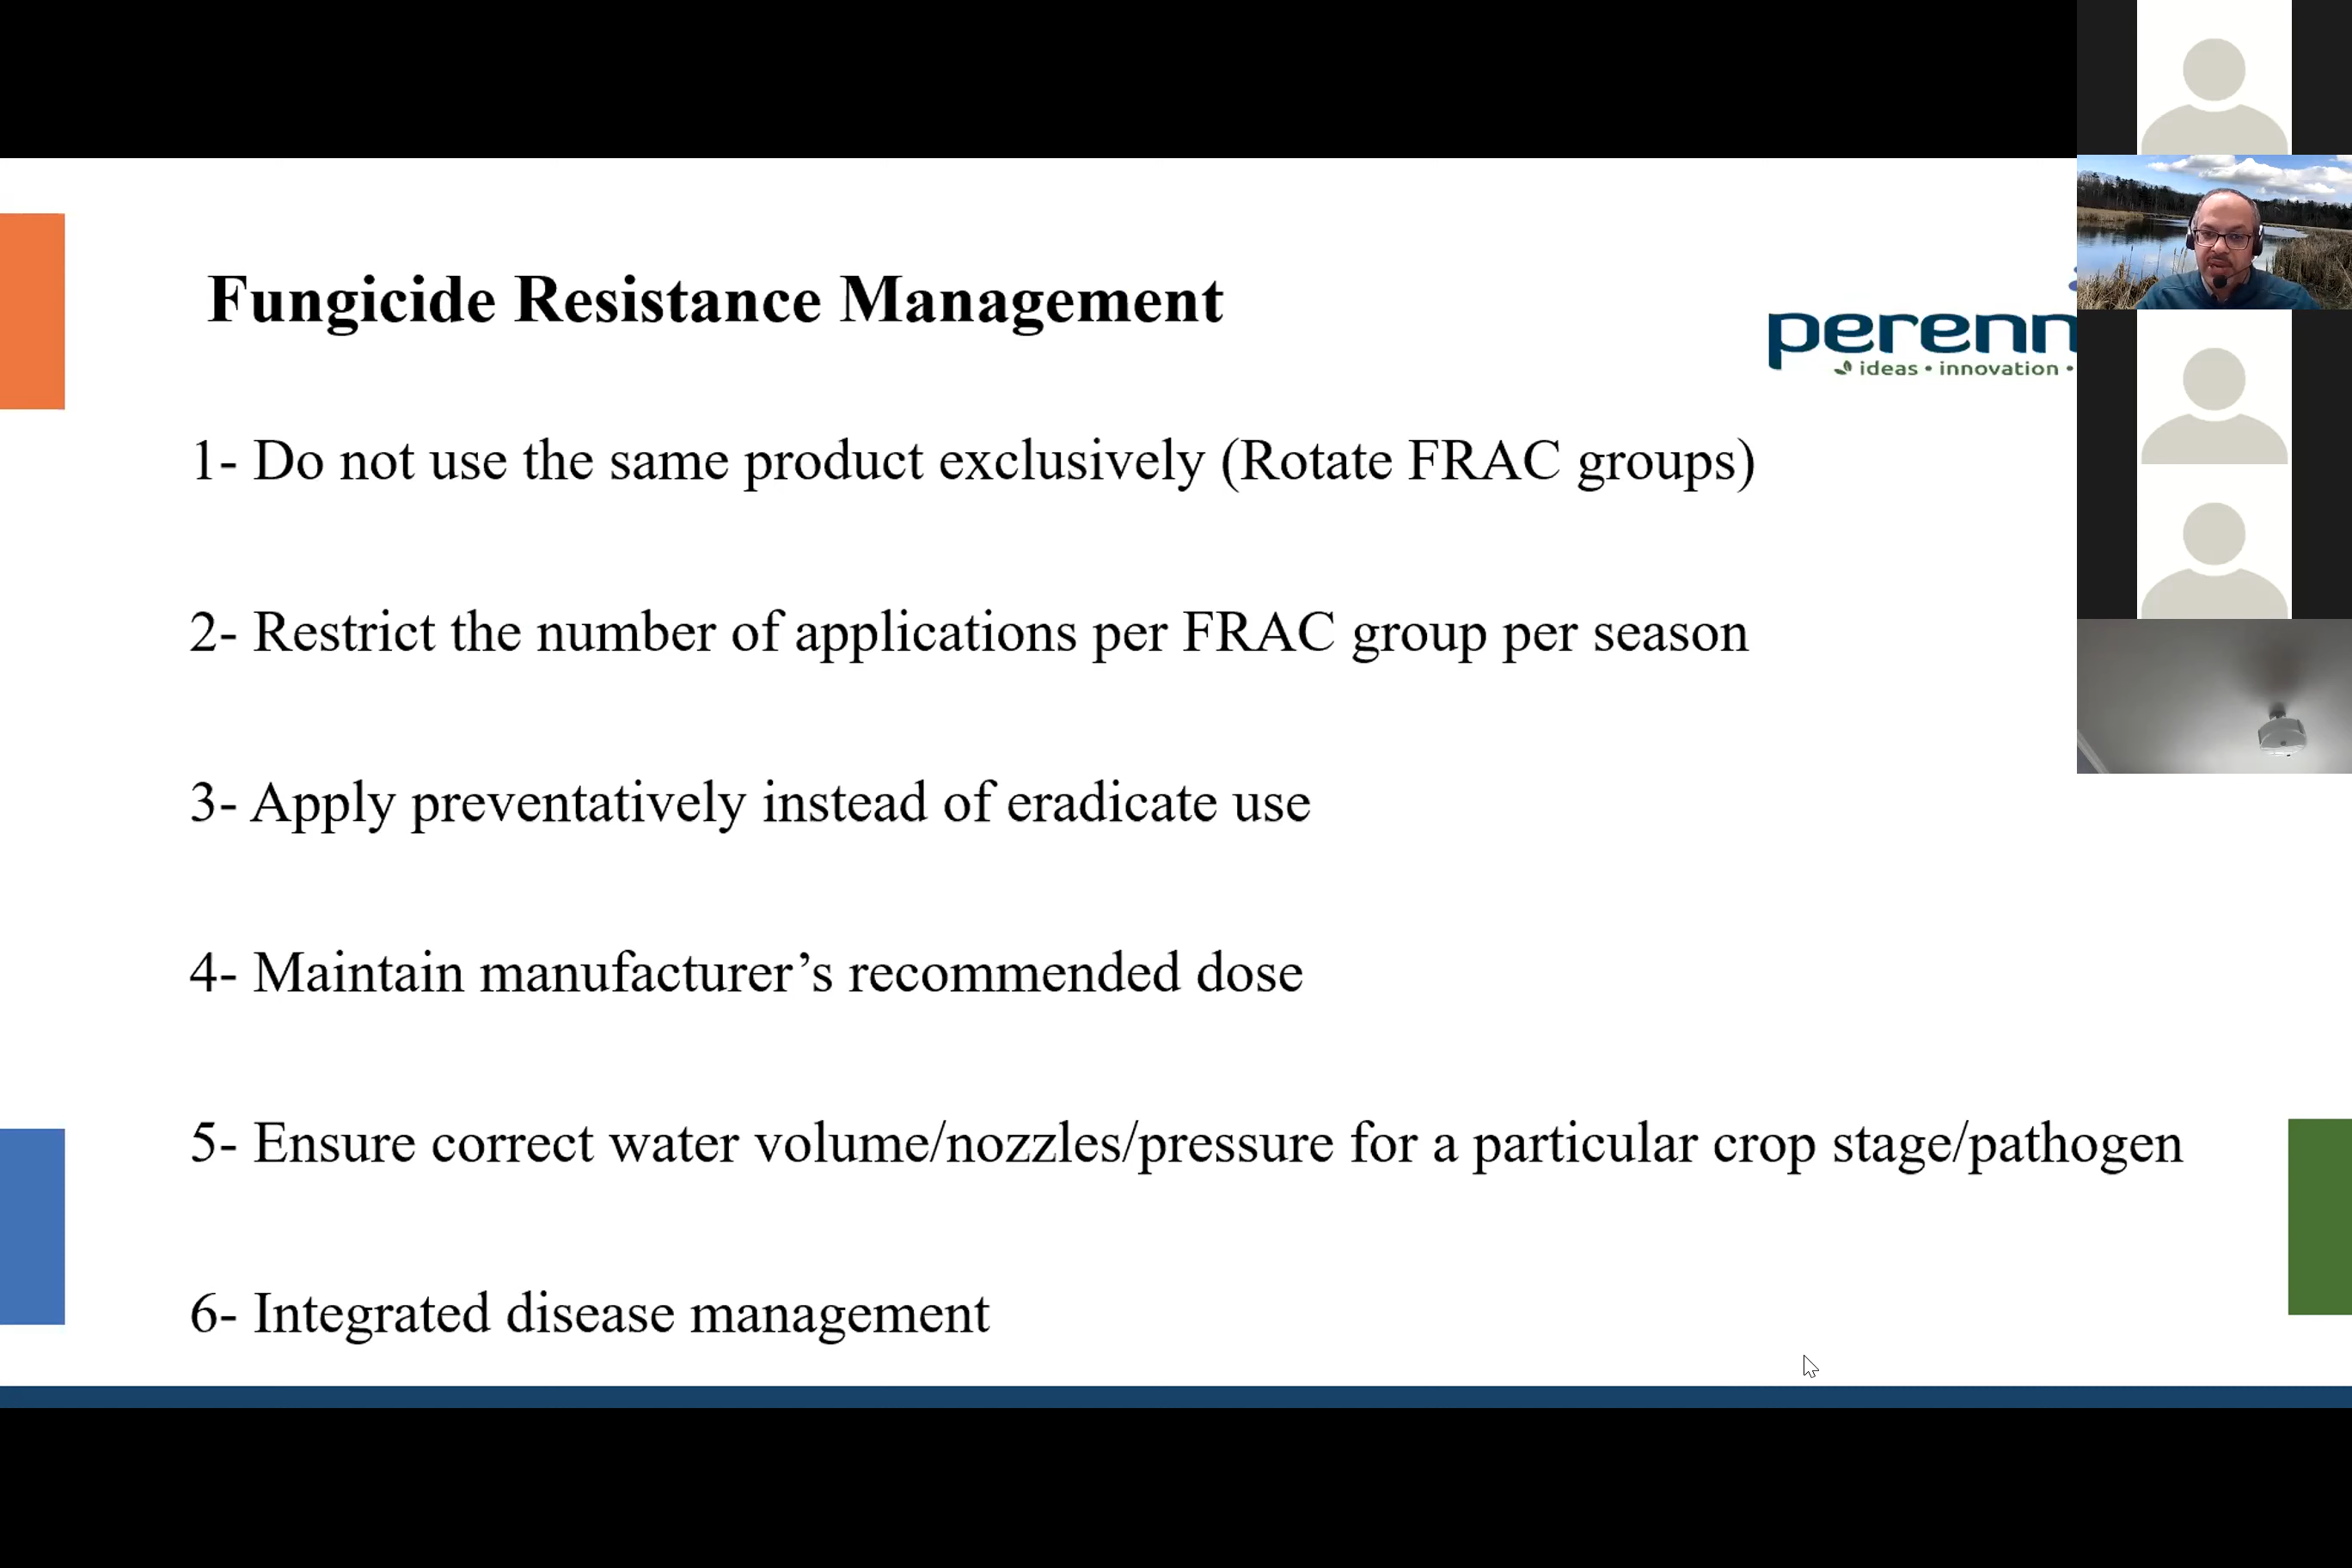 Fungicide Resistance Management
perenn
ideas • innovation •
1- Do not use the same product exclusively (Rotate FRAC groups)
2- Restrict the number of applications per FRAC group per season
3- Apply preventatively instead of eradicate use
4- Maintain manufacturer’s recommended dose
5- Ensure correct water volume/nozzles/pressure for a particular crop stage/pathogen
6- Integrated disease management